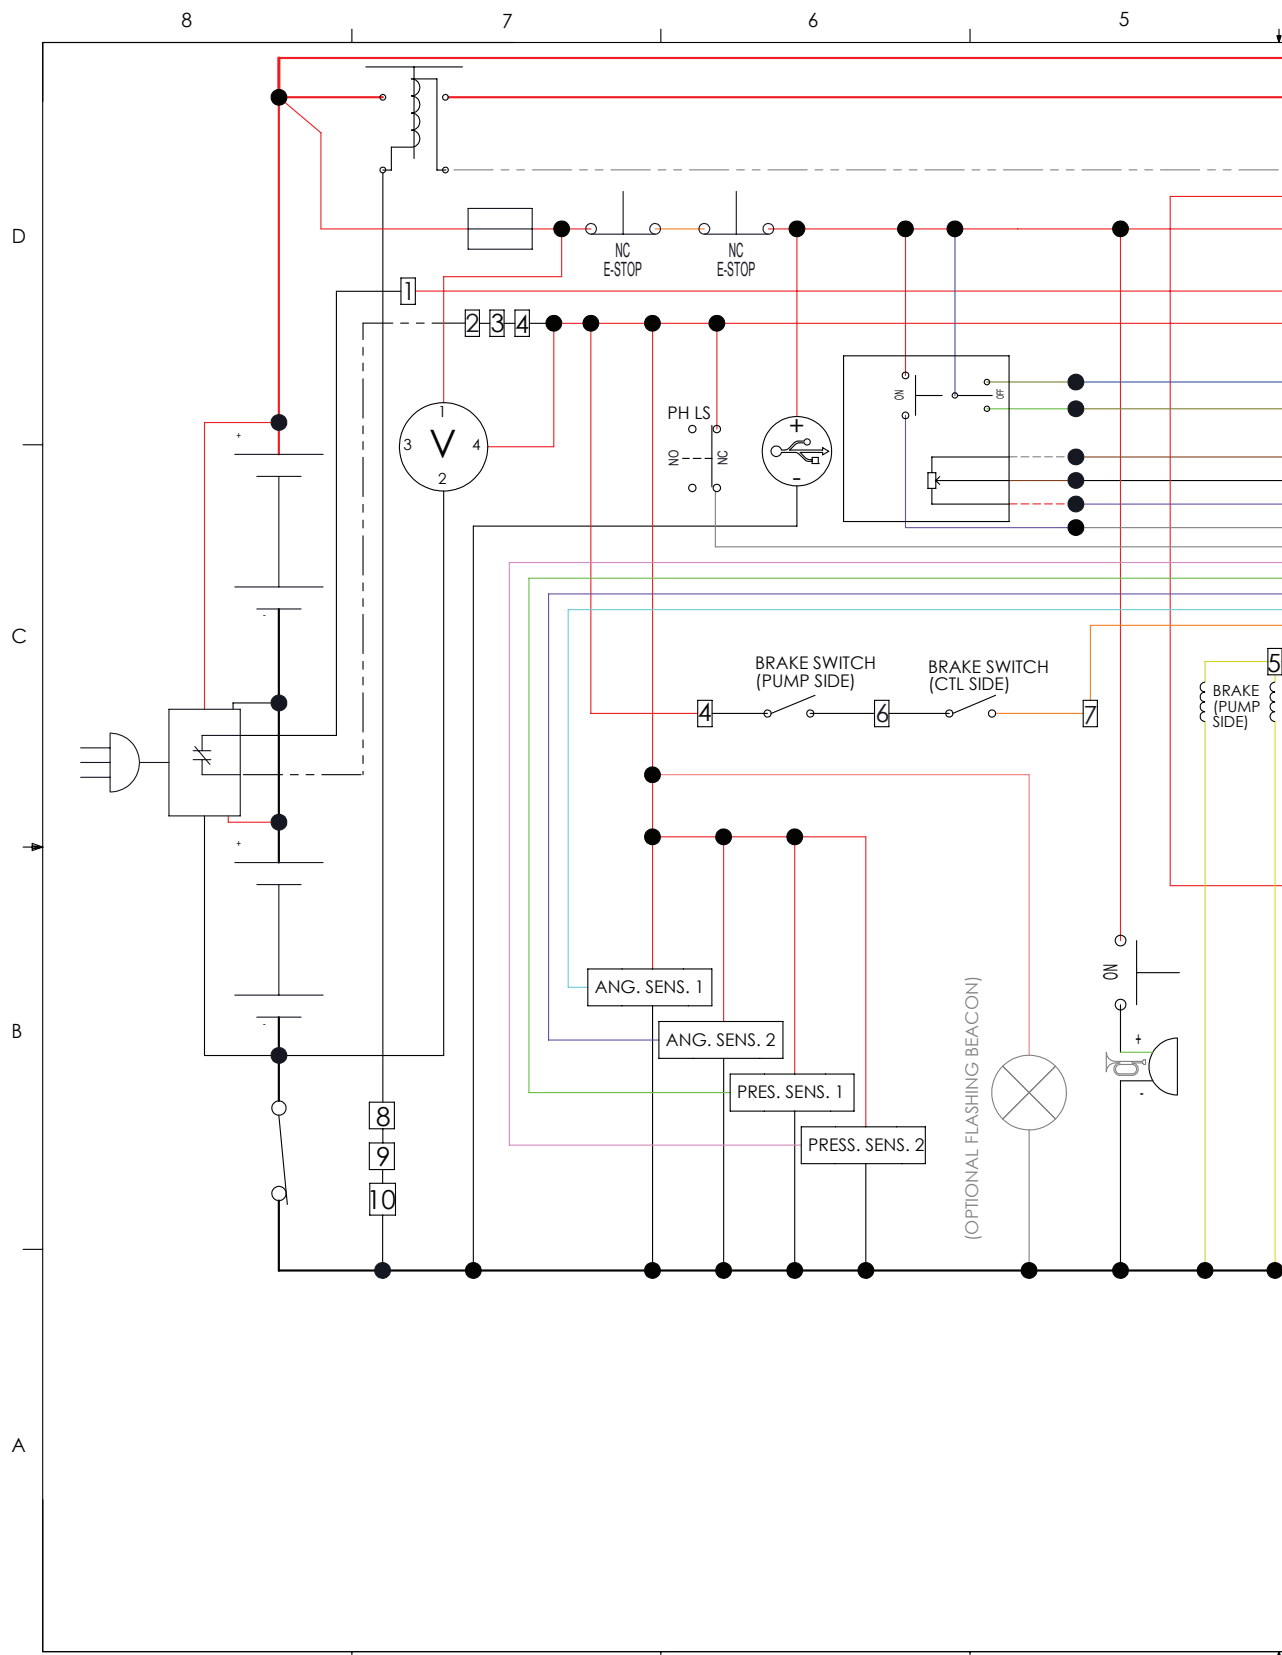 8 7 6 5
D
NC
E-STOP
NC
E-STOP
1
2 3 4
ON
OFF
1
3 V 4
2
PH LS
NO
NC
+
-
+
-
C
BRAKE SWITCH
(PUMP SIDE)
BRAKE SWITCH
(CTL SIDE)
4
6
7
5
BRAKE
(PUMP
SIDE)
+
-
ANG. SENS. 1
ANG. SENS. 2
PRES. SENS. 1
PRESS. SENS. 2
(OPTIONAL FLASHING BEACON)
ON
+
-
B
8
9
10
A